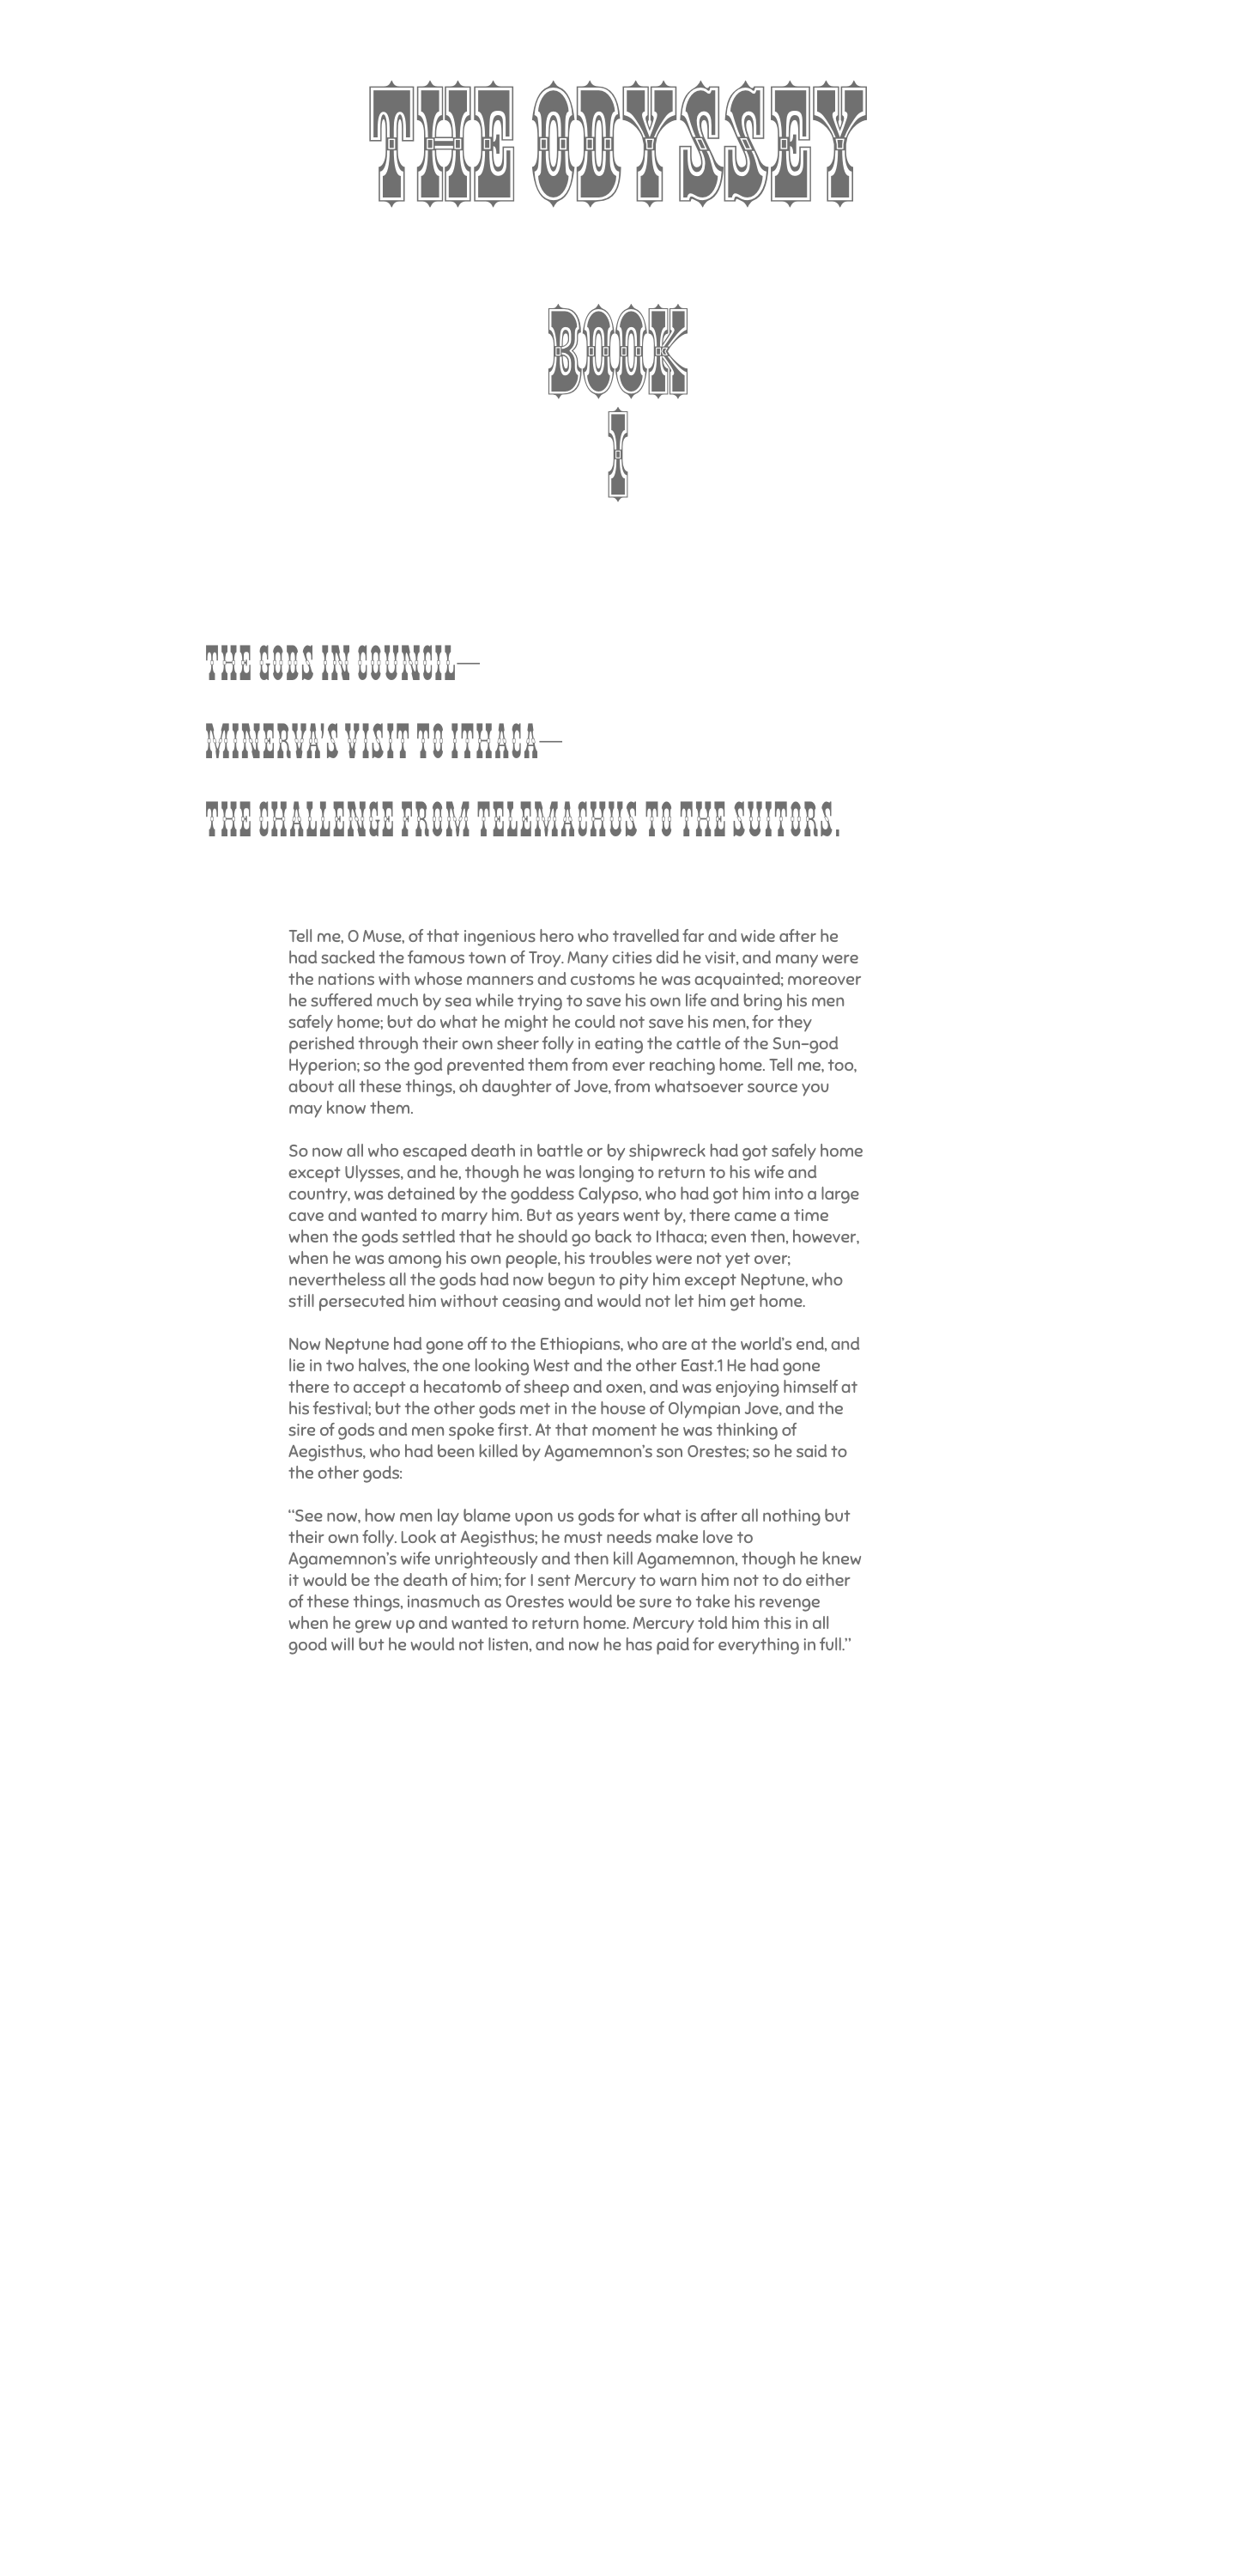 THE ODYSSEY
BOOK
I
THE GODS IN COUNCIL—
MINERVA'S VISIT TO ITHACA—
THE CHALLENGE FROM TELEMACHUS TO THE SUITORS.
Tell me, O Muse, of that ingenious hero who travelled far and wide after he
had sacked the famous town of Troy. Many cities did he visit, and many were
the nations with whose manners and customs he was acquainted; moreover
he suffered much by sea while trying to save his own life and bring his men
safely home; but do what he might he could not save his men, for they
perished through their own sheer folly in eating the cattle of the Sun-god
Hyperion; so the god prevented them from ever reaching home. Tell me, too,
about all these things, oh daughter of Jove, from whatsoever source you
may know them.
So now all who escaped death in battle or by shipwreck had got safely home
except Ulysses, and he, though he was longing to return to his wife and
country, was detained by the goddess Calypso, who had got him into a large
cave and wanted to marry him. But as years went by, there came a time
when the gods settled that he should go back to Ithaca; even then, however,
when he was among his own people, his troubles were not yet over;
nevertheless all the gods had now begun to pity him except Neptune, who
still persecuted him without ceasing and would not let him get home.
Now Neptune had gone off to the Ethiopians, who are at the world's end, and
lie in two halves, the one looking West and the other East.1 He had gone
there to accept a hecatomb of sheep and oxen, and was enjoying himself at
his festival; but the other gods met in the house of Olympian Jove, and the
sire of gods and men spoke first. At that moment he was thinking of
Aegisthus, who had been killed by Agamemnon's son Orestes; so he said to
the other gods:
“See now, how men lay blame upon us gods for what is after all nothing but
their own folly. Look at Aegisthus; he must needs make love to
Agamemnon's wife unrighteously and then kill Agamemnon, though he knew
it would be the death of him; for I sent Mercury to warn him not to do either
of these things, inasmuch as Orestes would be sure to take his revenge
when he grew up and wanted to return home. Mercury told him this in all
good will but he would not listen, and now he has paid for everything in full.”